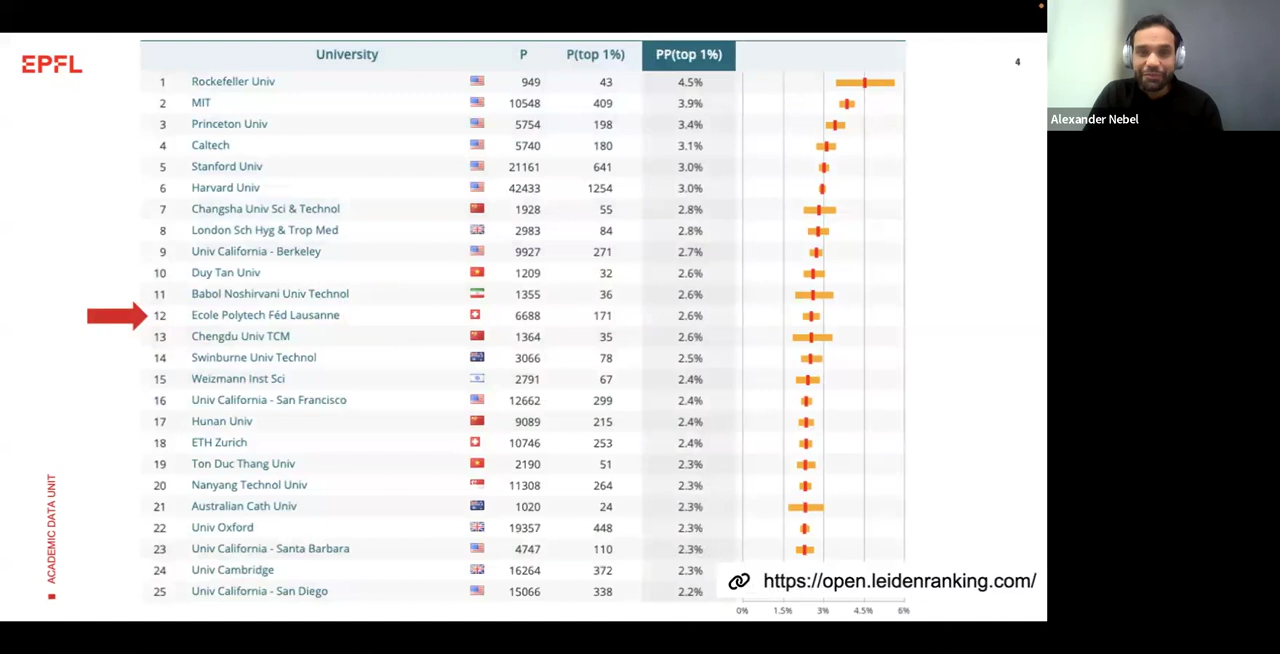 EPFL
4
University P P(top 1%) PP(top 1%)
1 Rockefeller Univ 949 43 4.5%
2 MIT 10548 409 3.9%
3 Princeton Univ 5754 198 3.4%
4 Caltech 5740 180 3.1%
5 Stanford Univ 21161 641 3.0%
6 Harvard Univ 42433 1254 3.0%
7 Changsha Univ Sci & Technol 1928 55 2.8%
8 London Sch Hyg & Trop Med 2983 84 2.8%
9 Univ California - Berkeley 9927 271 2.7%
10 Duy Tan Univ 1209 32 2.6%
11 Babol Noshirvani Univ Technol 1355 36 2.6%
12 Ecole Polytech Féd Lausanne 6688 171 2.6%
13 Chengdu Univ TCM 1364 35 2.6%
14 Swinburne Univ Technol 3066 78 2.5%
15 Weizmann Inst Sci 2791 67 2.4%
16 Univ California - San Francisco 12662 299 2.4%
17 Hunan Univ 9089 215 2.4%
18 ETH Zurich 10746 253 2.4%
19 Ton Duc Thang Univ 2190 51 2.3%
20 Nanyang Technol Univ 11308 264 2.3%
21 Australian Cath Univ 1020 24 2.3%
22 Univ Oxford 19357 448 2.3%
23 Univ California - Santa Barbara 4747 110 2.3%
24 Univ Cambridge 16264 372 2.3%
25 Univ California - San Diego 15066 338 2.2%
https://open.leidenranking.com/
0% 1.5% 3% 4.5% 6%
ACADEMIC DATA UNIT
Alexander Nebel